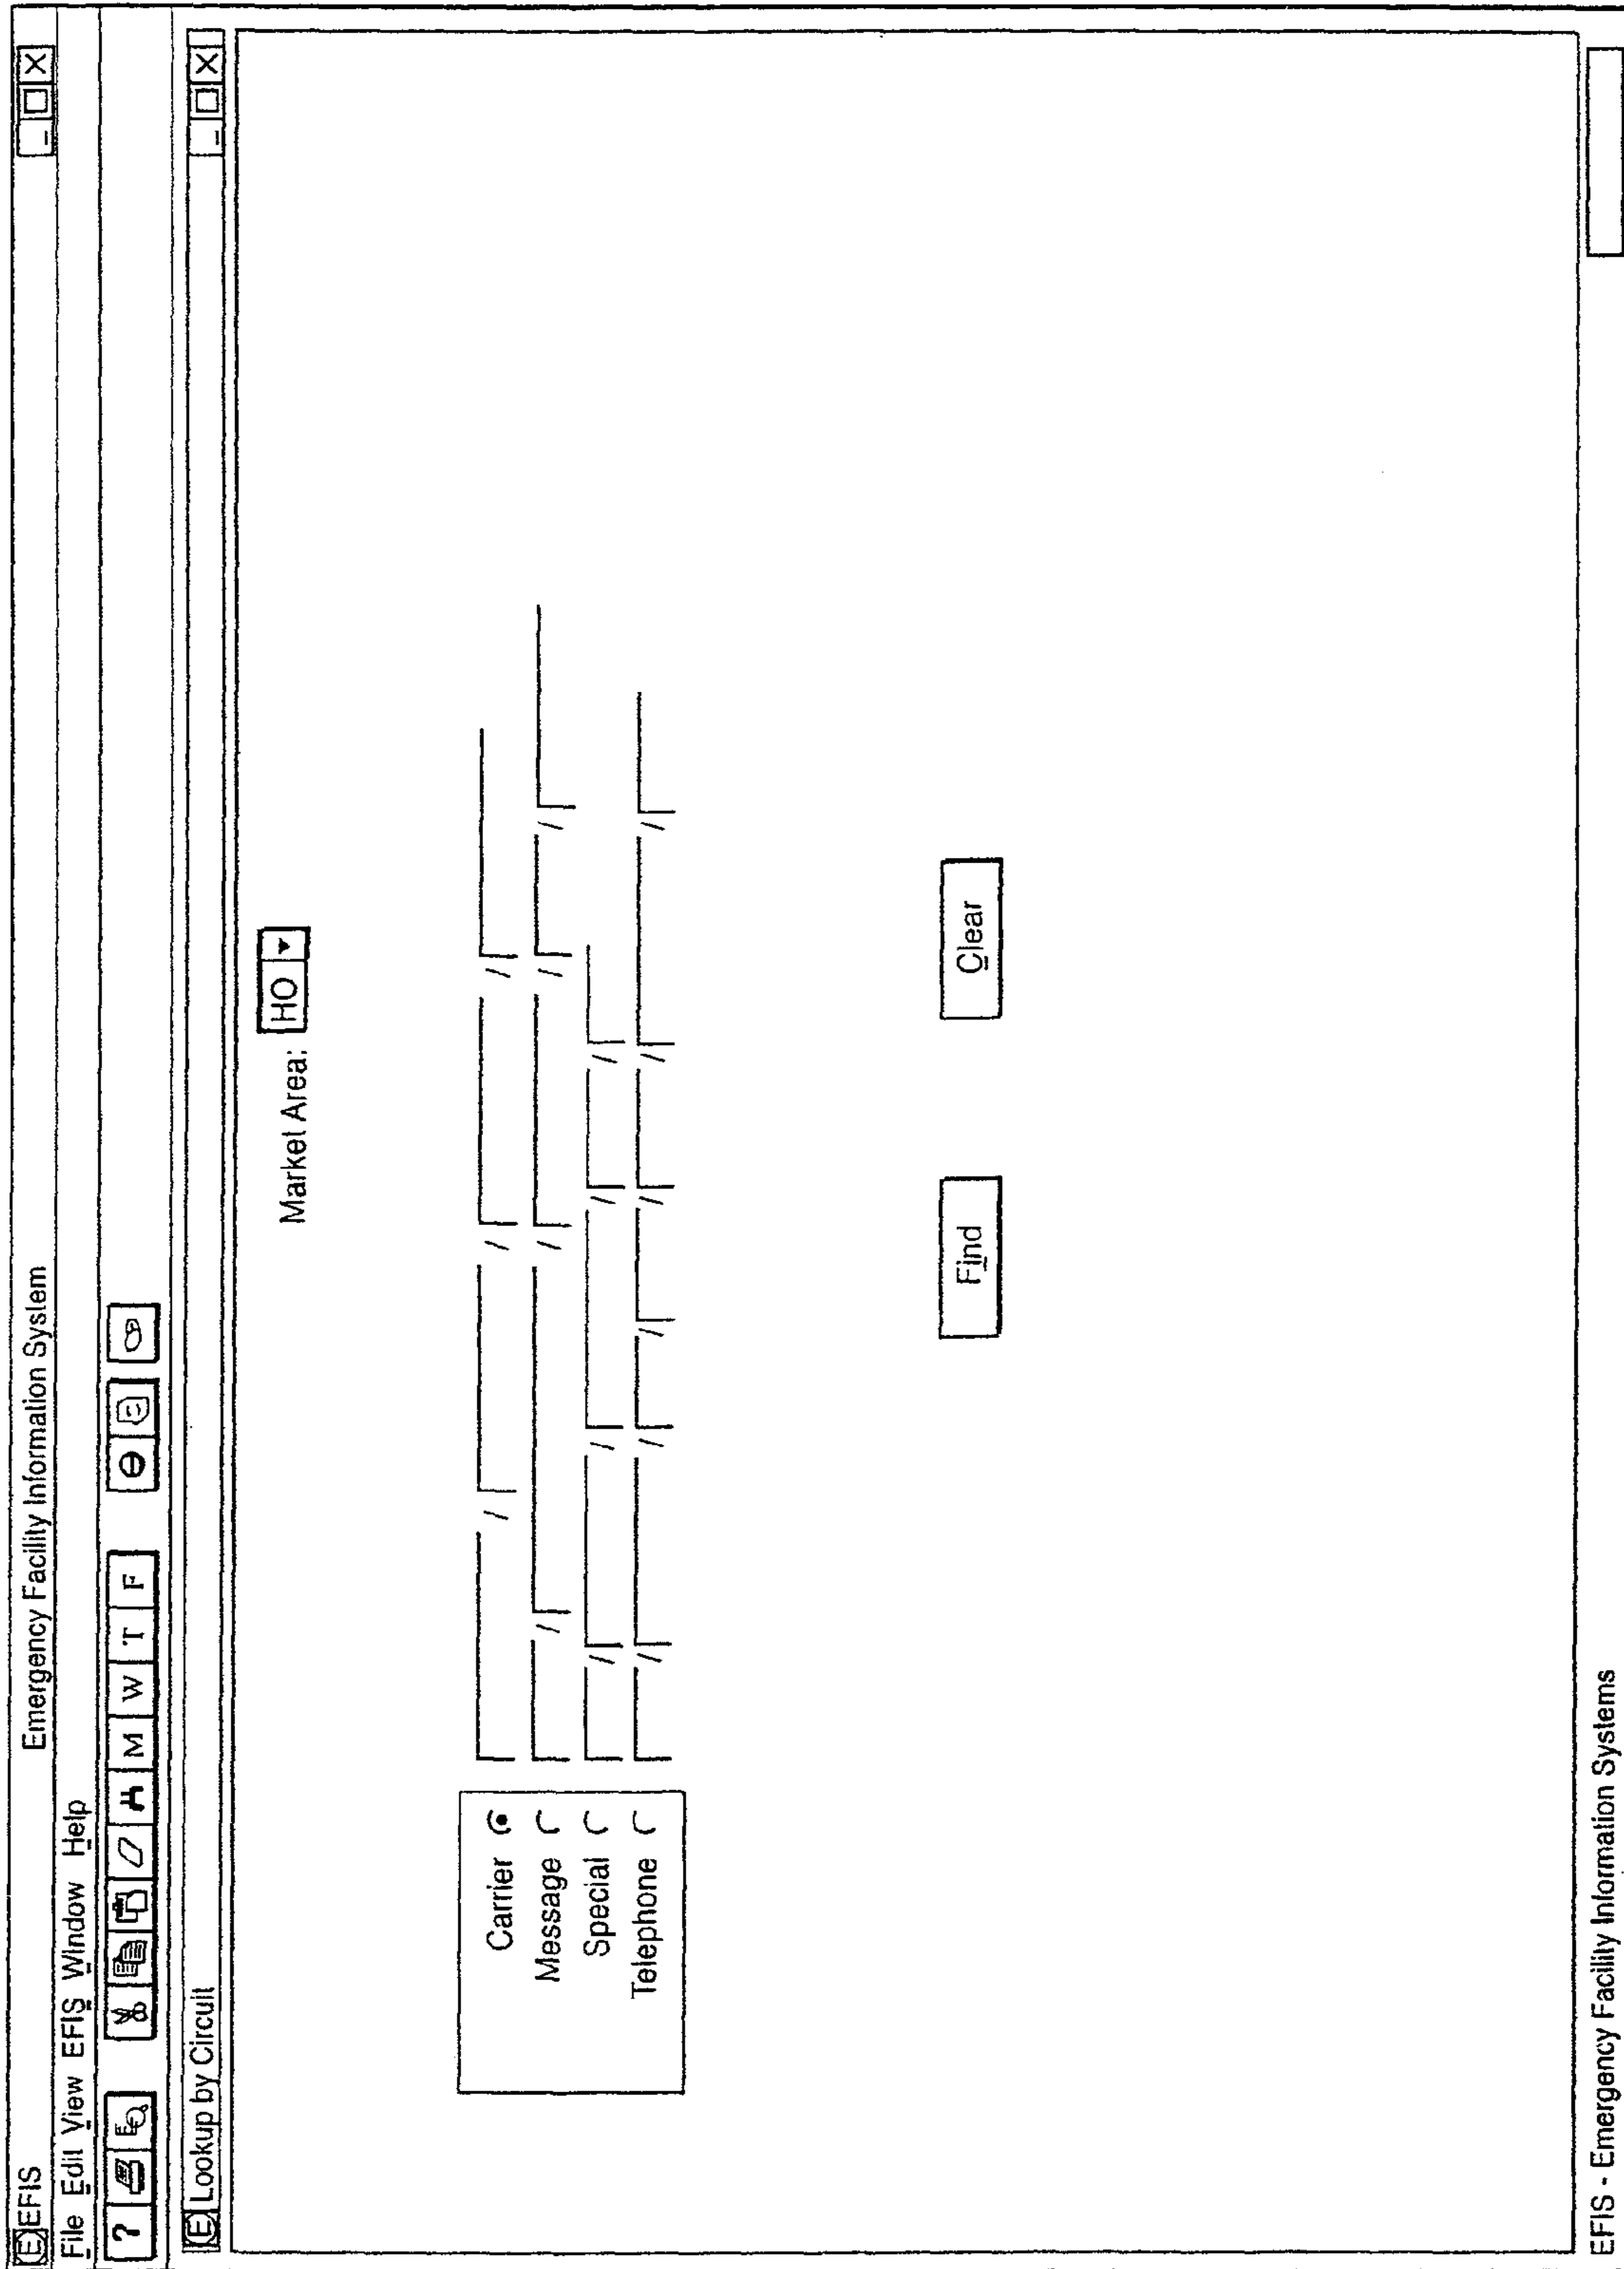 EFIS
Emergency Facility Information System
File Edit View EFIS Window Help
? M W T F
E Lookup by Circuit
Market Area: HO
Carrier / / /
Message / / / /
Special / / / /
Telephone / / / / / /
Find Clear
EFIS - Emergency Facility Information Systems